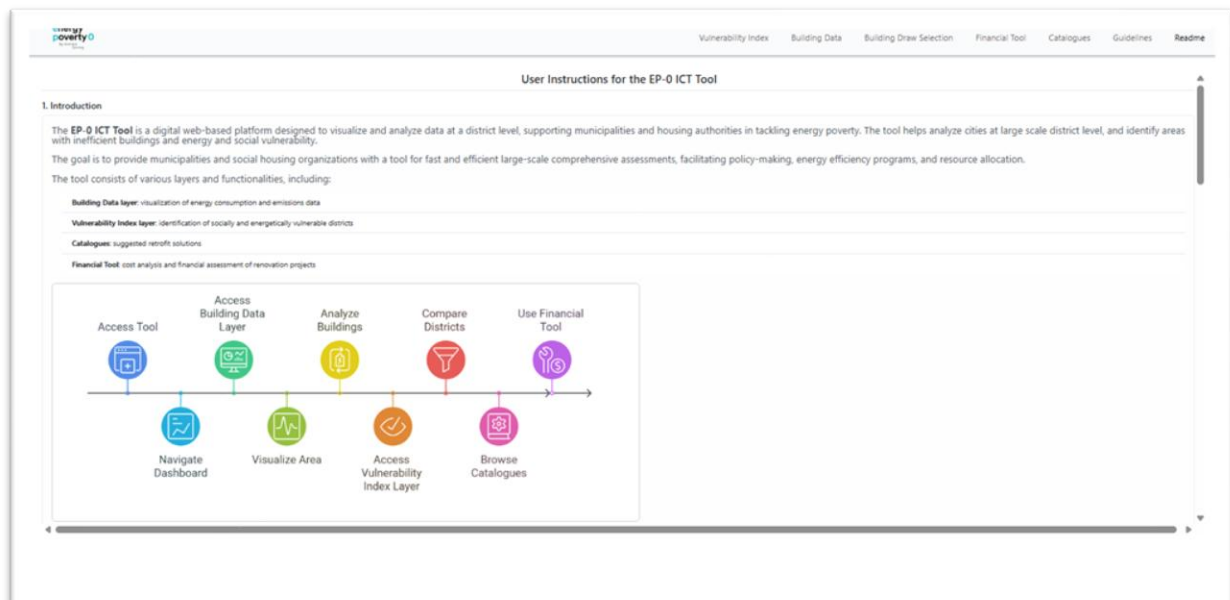 energy
poverty 0
Vulnerability Index Building Data Building Draw Selection Financial Tool Catalogues Guidelines Readme
User Instructions for the EP-0 ICT Tool
1. Introduction
The EP-0 ICT Tool is a digital web-based platform designed to visualize and analyze data at a district level, supporting municipalities and housing authorities in tackling energy poverty. The tool helps analyze cities at large scale district level, and identify areas
with inefficient buildings and energy and social vulnerability.
The goal is to provide municipalities and social housing organizations with a tool for fast and efficient large-scale comprehensive assessments, facilitating policy-making, energy efficiency programs, and resource allocation.
The tool consists of various layers and functionalities, including:
Building Data layer: visualization of energy consumption and emissions data
Vulnerability Index layer: identification of socially and energetically vulnerable districts
Catalogues: suggested retrofit solutions
Financial Tool: cost analysis and financial assessment of renovation projects
Access Tool
Access
Building Data
Layer
Analyze
Buildings
Compare
Districts
Use Financial
Tool
Navigate
Dashboard
Visualize Area
Access
Vulnerability
Index Layer
Browse
Catalogues